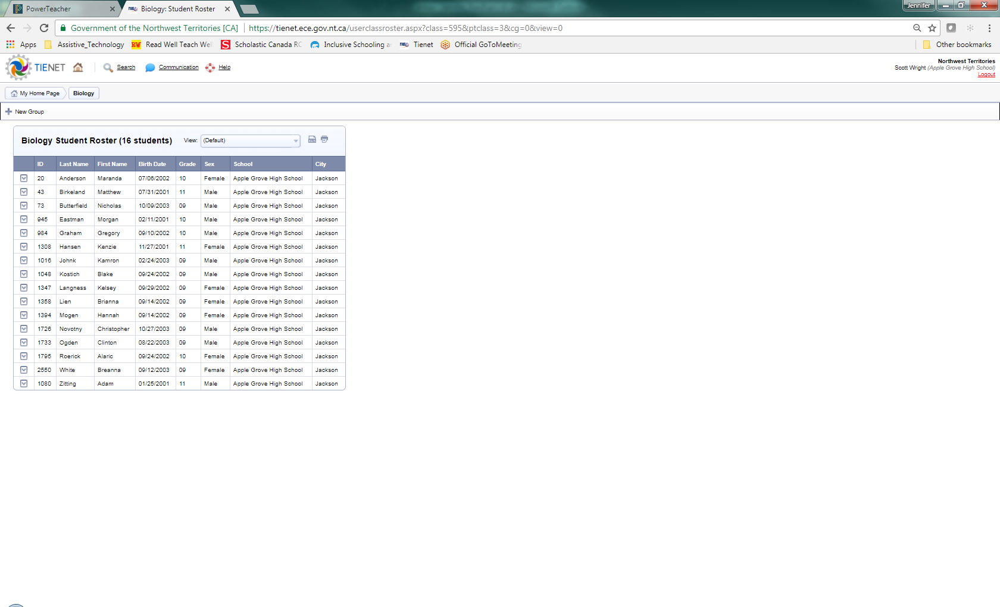 PowerTeacher
Biology: Student Roster
Jennifer
Government of the Northwest Territories [CA] https://tienet.ece.gov.nt.ca/userclassroster.aspx?class=595&ptclass=3&cg=0&view=0
Apps Assistive_Technology RW Read Well Teach Wel S Scholastic Canada RC Inclusive Schooling a Tienet Official GoToMeeting Other bookmarks
TIENET Search Communication Help
Northwest Territories
Scott Wright (Apple Grove High School)
Logout
My Home Page Biology
New Group
Biology Student Roster (16 students) View: (Default)
ID Last Name First Name Birth Date Grade Sex School City
20 Anderson Maranda 07/06/2002 10 Female Apple Grove High School Jackson
43 Birkeland Matthew 07/31/2001 11 Male Apple Grove High School Jackson
73 Butterfield Nicholas 10/09/2003 09 Male Apple Grove High School Jackson
945 Eastman Morgan 02/11/2001 10 Male Apple Grove High School Jackson
984 Graham Gregory 09/10/2002 10 Male Apple Grove High School Jackson
1308 Hansen Kenzie 11/27/2001 11 Female Apple Grove High School Jackson
1016 Johnk Kamron 02/24/2003 09 Male Apple Grove High School Jackson
1048 Kostich Blake 09/24/2002 09 Male Apple Grove High School Jackson
1347 Langness Kelsey 09/29/2002 09 Female Apple Grove High School Jackson
1358 Lien Brianna 09/14/2002 09 Female Apple Grove High School Jackson
1394 Mogen Hannah 09/14/2002 09 Female Apple Grove High School Jackson
1726 Novotny Christopher 10/27/2003 09 Male Apple Grove High School Jackson
1733 Ogden Clinton 08/22/2003 09 Male Apple Grove High School Jackson
1795 Roerick Alaric 09/24/2002 10 Female Apple Grove High School Jackson
2550 White Breanna 09/12/2003 09 Female Apple Grove High School Jackson
1080 Zitting Adam 01/25/2001 11 Male Apple Grove High School Jackson